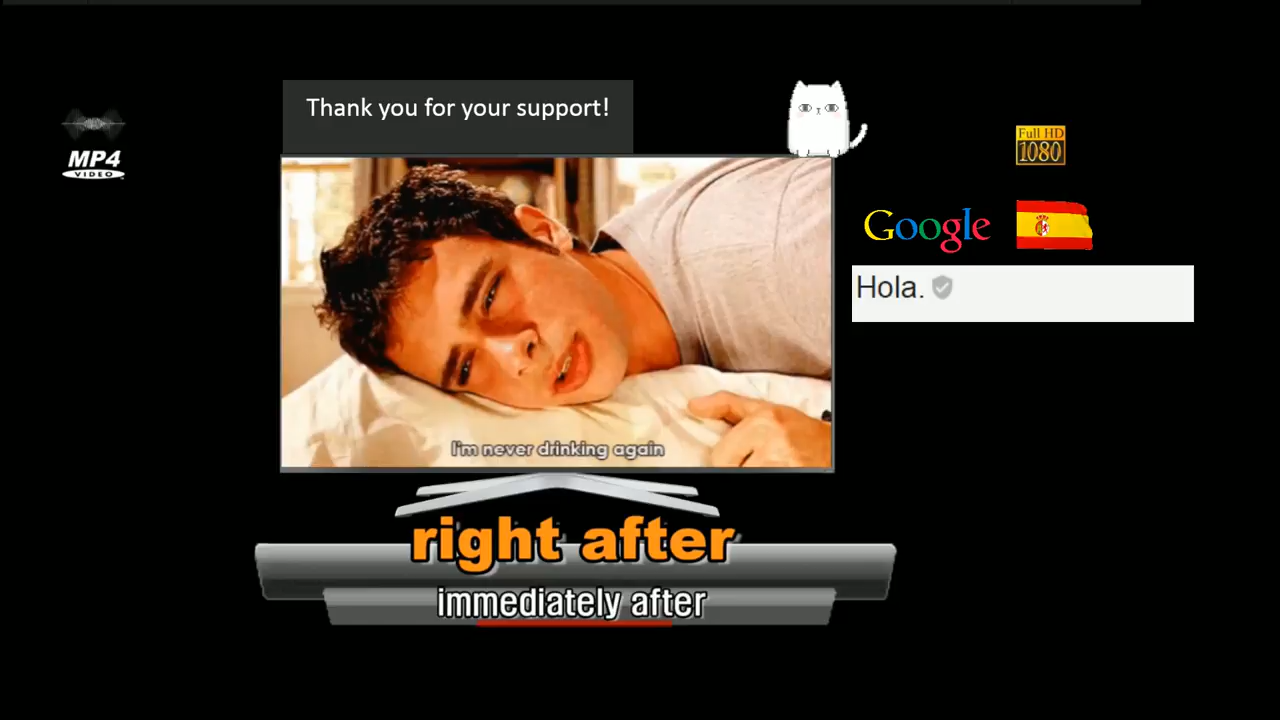 Thank you for your support!
MP4
VIDEO
Full HD
1080
Google
Hola.
I'm never drinking again
right after
immediately after